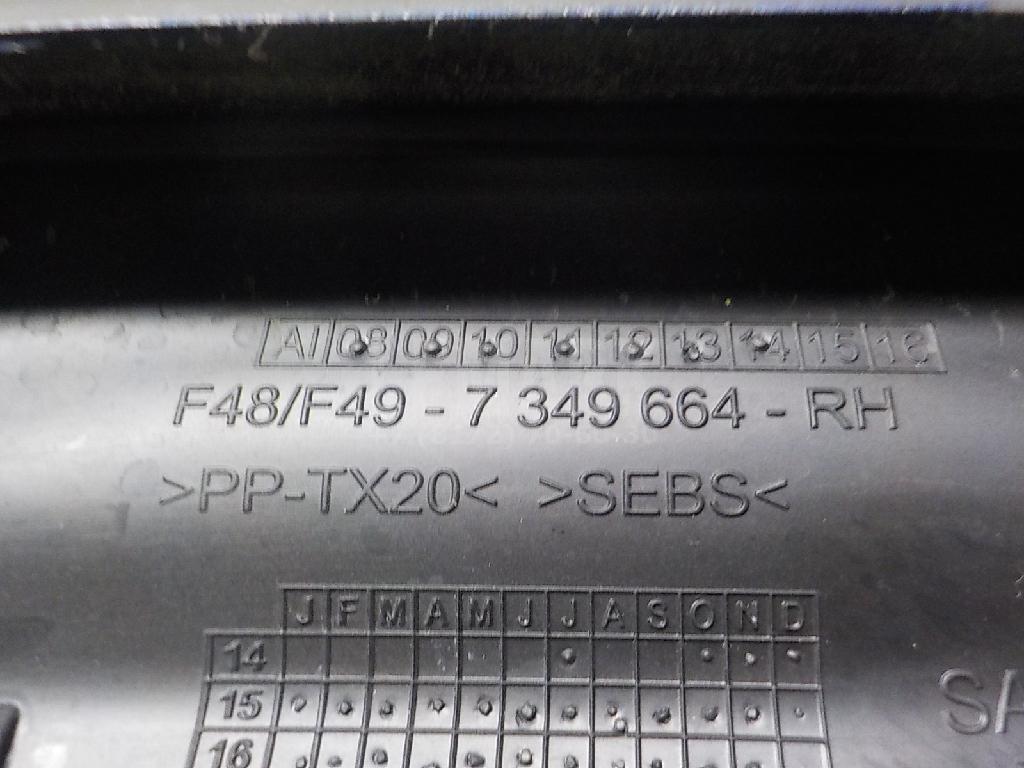 AI 08 09 10 11 12 13 14 15 16
F48/F49 - 7 349 664 - RH
>PP-TX20< >SEBS<
J F M A M J J A S O N D
14
15
SA
16